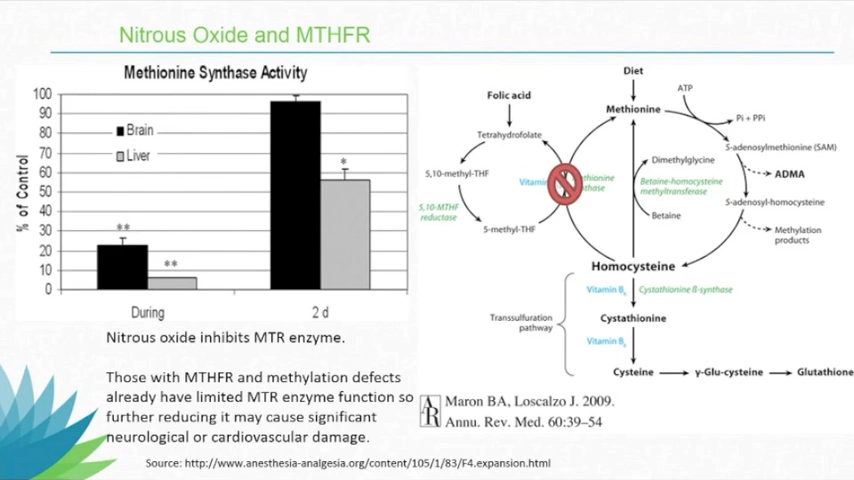 Nitrous Oxide and MTHFR
Methionine Synthase Activity
% of Control
100
90
80
70
60
50
40
30
20
10
0
Brain
Liver
**
**
*
During
2 d
Nitrous oxide inhibits MTR enzyme.
Those with MTHFR and methylation defects
already have limited MTR enzyme function so
further reducing it may cause significant
neurological or cardiovascular damage.
Source: http://www.anesthesia-analgesia.org/content/105/1/83/F4.expansion.html
Diet
Methionine
ATP
Pi + PPi
S-adenosylmethionine (SAM)
ADMA
S-adenosyl-homocysteine
Methylation
products
Folic acid
Tetrahydrofolate
5,10-methyl-THF
5,10-MTHF
reductase
5-methyl-THF
Dimethylglycine
Betaine-homocysteine
methyltransferase
Betaine
Homocysteine
Vitamin B6
Cystathionine ß-synthase
Cystathionine
Vitamin B6
Transsulfuration
pathway
Cysteine
γ-Glu-cysteine
Glutathione
AR
Maron BA, Loscalzo J. 2009.
Annu. Rev. Med. 60:39–54